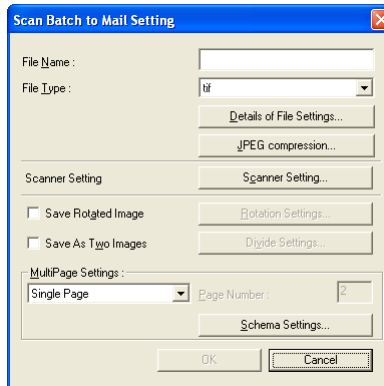 Scan Batch to Mail Setting
File Name :
File Type :
tif
Details of File Settings...
JPEG compression...
Scanner Setting
Scanner Setting...
Save Rotated Image
Rotation Settings...
Save As Two Images
Divide Settings...
MultiPage Settings :
Single Page
Page Number :
2
Schema Settings...
OK
Cancel